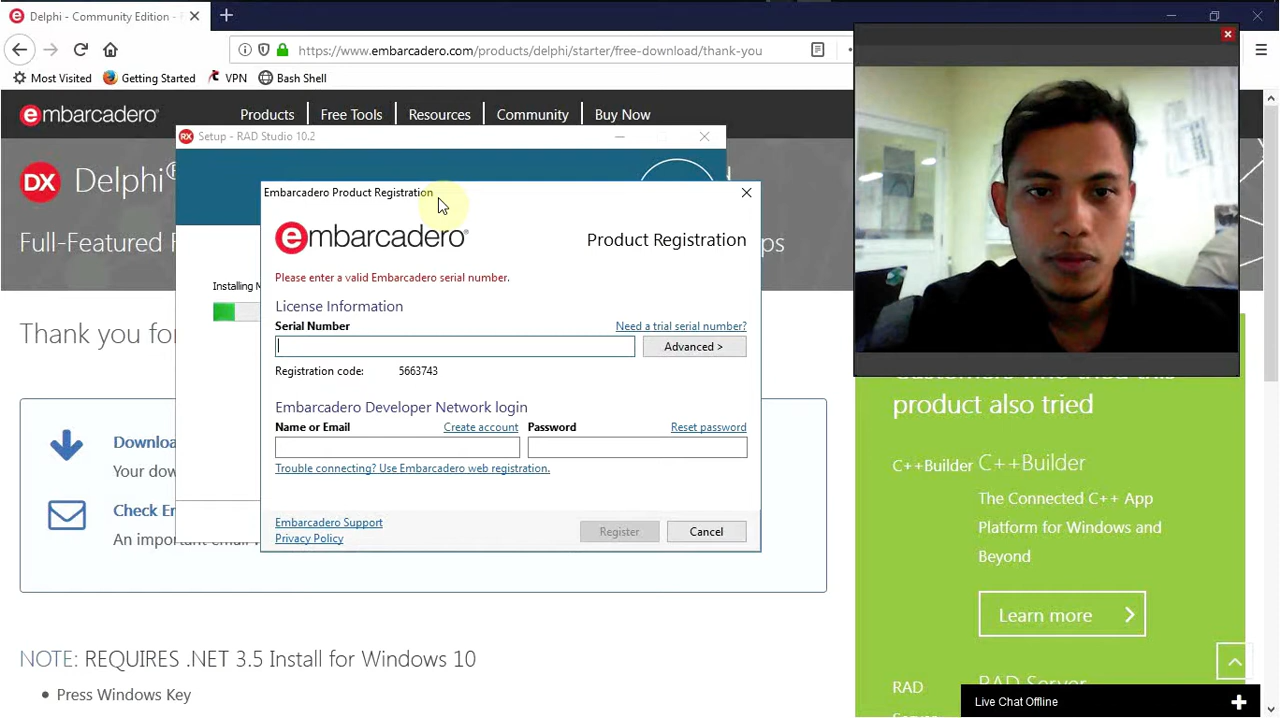 Delphi - Community Edition -
https://www.embarcadero.com/products/delphi/starter/free-download/thank-you
Most Visited
Getting Started
VPN
Bash Shell
embarcadero
Products
Free Tools
Resources
Community
Buy Now
RX
Setup - RAD Studio 10.2
DX
Delphi®
Full-Featured
Embarcadero Product Registration
embarcadero®
Product Registration
Please enter a valid Embarcadero serial number.
License Information
Serial Number
Need a trial serial number?
Advanced >
Registration code: 5663743
Embarcadero Developer Network login
Name or Email
Create account
Password
Reset password
Trouble connecting? Use Embarcadero web registration.
Embarcadero Support
Privacy Policy
Register
Cancel
Installing
Thank you for
Your
An important email
NOTE: REQUIRES .NET 3.5 Install for Windows 10
Press Windows Key
Customers who tried this
product also tried
C++Builder
C++Builder
The Connected C++ App
Platform for Windows and
Beyond
Learn more
RAD
RAD Server
Live Chat Offline